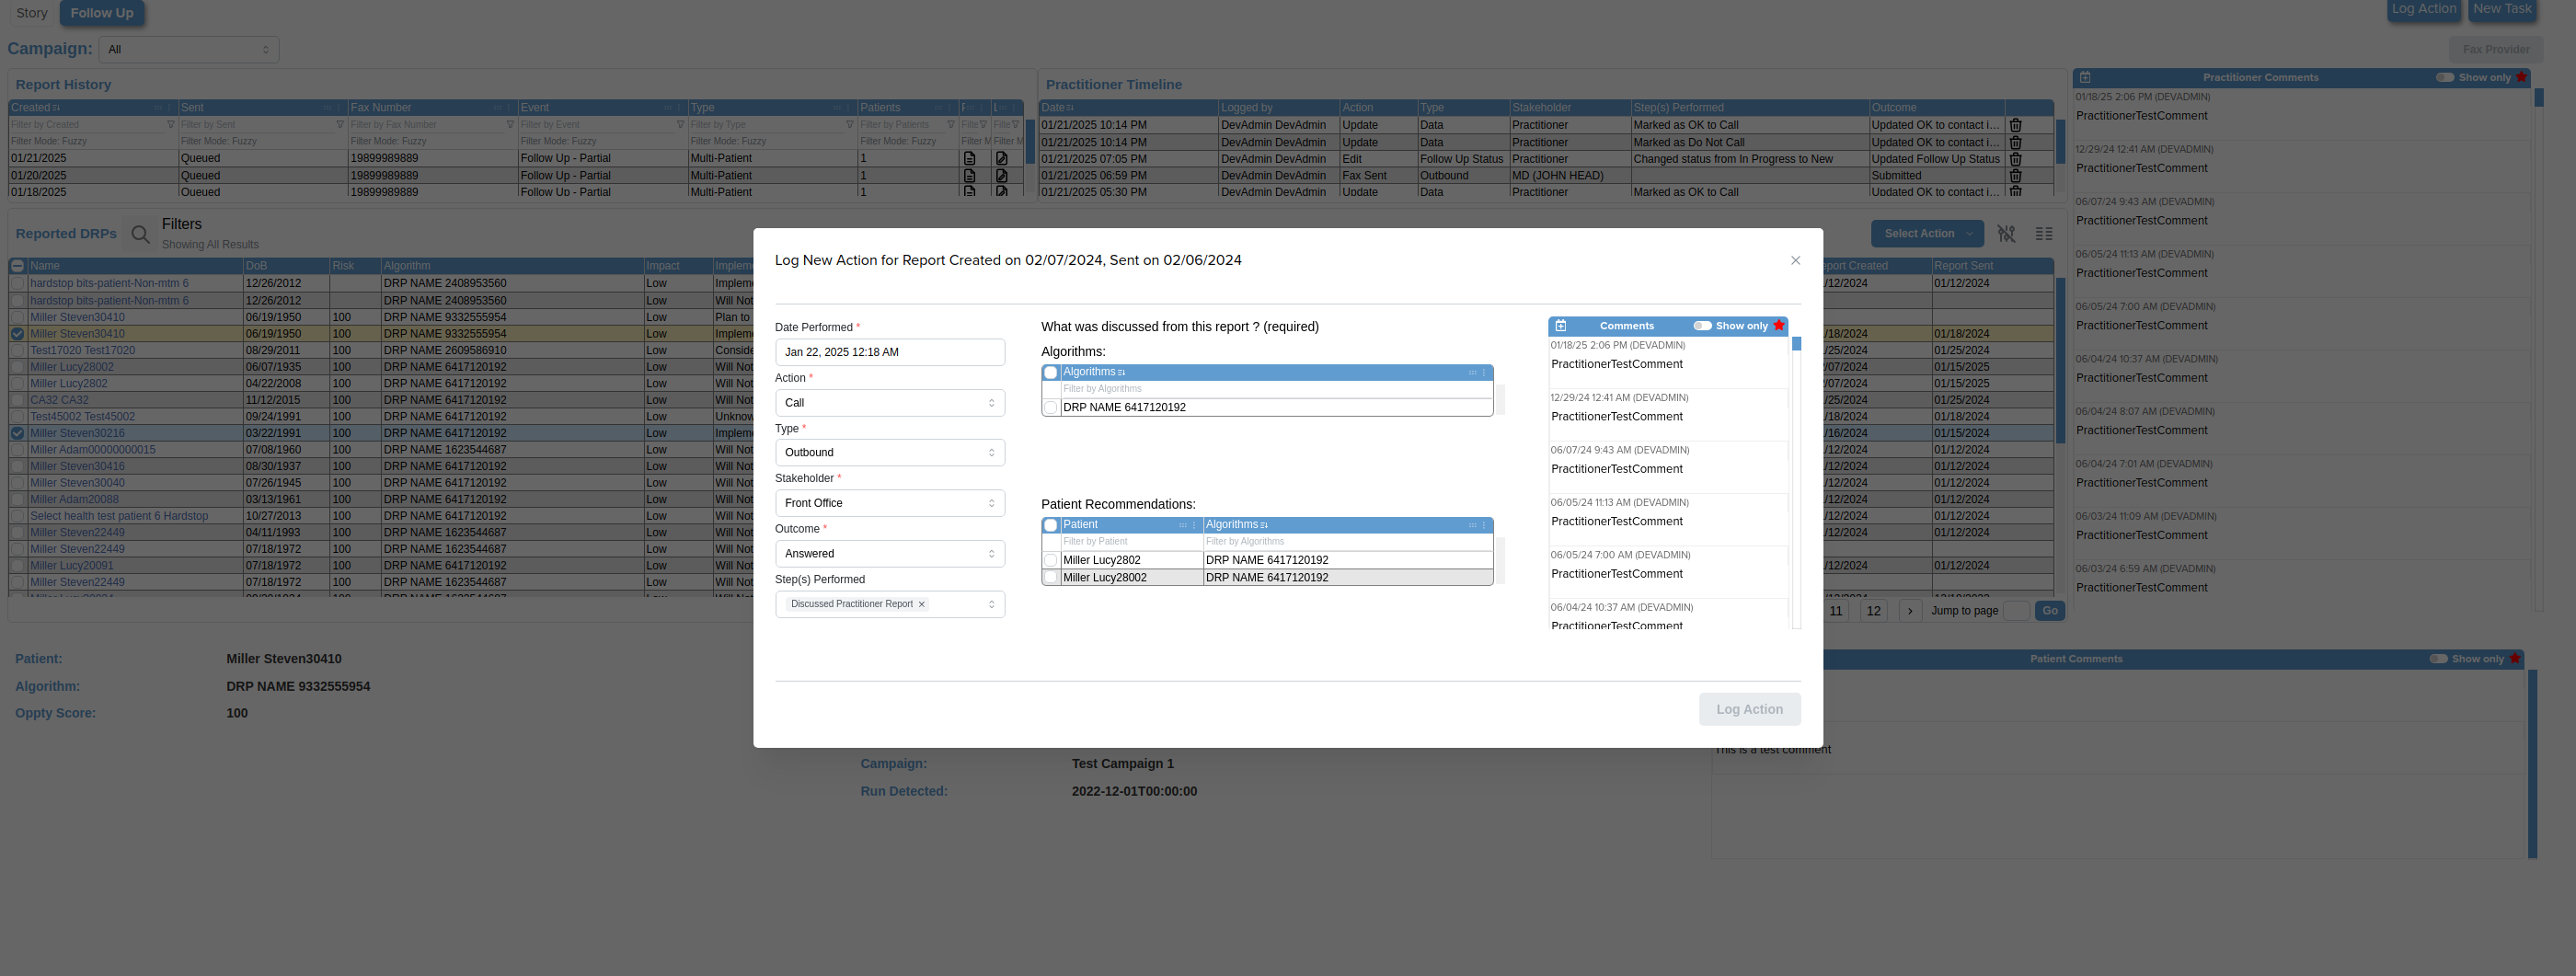 Story Follow Up Log Action New Task
Campaign: All Fax Provider
Report History Practitioner Timeline Practitioner Comments Show only
Created Sent Fax Number Event Type Patients
Filter by Created Filter by Sent Filter by Fax Number Filter by Event Filter by Type Filter by Patients Filte Filte
Filter Mode: Fuzzy Filter Mode: Fuzzy Filter Mode: Fuzzy Filter Mode: Fuzzy Filter Mode: Fuzzy Filter Mode: Fuzzy Filter M Filter M
01/21/2025 Queued 19899989889 Follow Up - Partial Multi-Patient 1
01/20/2025 Queued 19899989889 Follow Up - Partial Multi-Patient 1
01/18/2025 Queued 19899989889 Follow Up - Partial Multi-Patient 1
Date Logged by Action Type Stakeholder Step(s) Performed Outcome
01/21/2025 10:14 PM DevAdmin DevAdmin Update Data Practitioner Marked as OK to Call Updated OK to contact i...
01/21/2025 10:14 PM DevAdmin DevAdmin Update Data Practitioner Marked as Do Not Call Updated OK to contact i...
01/21/2025 07:05 PM DevAdmin DevAdmin Edit Follow Up Status Practitioner Changed status from In Progress to New Updated Follow Up Status
01/21/2025 06:59 PM DevAdmin DevAdmin Fax Sent Outbound MD (JOHN HEAD) Submitted
01/21/2025 05:30 PM DevAdmin DevAdmin Update Data Practitioner Marked as OK to Call Updated OK to contact i...
01/18/25 2:06 PM (DEVADMIN)
PractitionerTestComment
12/29/24 12:41 AM (DEVADMIN)
PractitionerTestComment
06/07/24 9:43 AM (DEVADMIN)
PractitionerTestComment
06/05/24 11:13 AM (DEVADMIN)
PractitionerTestComment
06/05/24 7:00 AM (DEVADMIN)
PractitionerTestComment
06/04/24 10:37 AM (DEVADMIN)
PractitionerTestComment
06/04/24 8:07 AM (DEVADMIN)
PractitionerTestComment
06/04/24 7:01 AM (DEVADMIN)
PractitionerTestComment
06/03/24 11:09 AM (DEVADMIN)
PractitionerTestComment
06/03/24 6:59 AM (DEVADMIN)
PractitionerTestComment
Reported DRPs Filters
Showing All Results
Select Action
Name DoB Risk Algorithm Impact Implem
hardstop bits-patient-Non-mtm 6 12/26/2012 DRP NAME 2408953560 Low Implem
hardstop bits-patient-Non-mtm 6 12/26/2012 DRP NAME 2408953560 Low Will Not
Miller Steven30410 06/19/1950 100 DRP NAME 9332555954 Low Plan to
Miller Steven30410 06/19/1950 100 DRP NAME 9332555954 Low Impleme
Test17020 Test17020 08/29/2011 100 DRP NAME 2609586910 Low Conside
Miller Lucy28002 06/07/1935 100 DRP NAME 6417120192 Low Will Not
Miller Lucy2802 04/22/2008 100 DRP NAME 6417120192 Low Will Not
CA32 CA32 11/12/2015 100 DRP NAME 6417120192 Low Will Not
Test45002 Test45002 09/24/1991 100 DRP NAME 6417120192 Low Unknow
Miller Steven30216 03/22/1991 100 DRP NAME 6417120192 Low Impleme
Miller Adam00000000015 07/08/1960 100 DRP NAME 1623544687 Low Will Not
Miller Steven30416 08/30/1937 100 DRP NAME 6417120192 Low Will Not
Miller Steven30040 07/26/1945 100 DRP NAME 6417120192 Low Will Not
Miller Adam20088 03/13/1961 100 DRP NAME 6417120192 Low Will Not
Select health test patient 6 Hardstop 10/27/2013 100 DRP NAME 6417120192 Low Will Not
Miller Steven22449 04/11/1993 100 DRP NAME 1623544687 Low Will Not
Miller Steven22449 07/18/1972 100 DRP NAME 1623544687 Low Will Not
Miller Lucy20091 07/18/1972 100 DRP NAME 1623544687 Low Will Not
Miller Steven22449 07/18/1972 100 DRP NAME 1623544687 Low Will Not
eport Created Report Sent
/12/2024 01/12/2024
/18/2024 01/18/2024
/25/2024 01/25/2024
/07/2024 01/15/2025
/07/2024 01/15/2025
/25/2024 01/25/2024
/18/2024 01/18/2024
/16/2024 01/15/2024
/12/2024 01/12/2024
/12/2024 01/12/2024
/12/2024 01/12/2024
/12/2024 01/12/2024
/12/2024 01/12/2024
/12/2024 01/12/2024
11 12 Jump to page Go
Log New Action for Report Created on 02/07/2024, Sent on 02/06/2024
Date Performed *
Jan 22, 2025 12:18 AM
Action *
Call
Type *
Outbound
Stakeholder *
Front Office
Outcome *
Answered
Step(s) Performed
Discussed Practitioner Report
What was discussed from this report ? (required)
Algorithms:
Algorithms
Filter by Algorithms
DRP NAME 6417120192
Patient Recommendations:
Patient Algorithms
Filter by Patient Filter by Algorithms
Miller Lucy2802 DRP NAME 6417120192
Miller Lucy28002 DRP NAME 6417120192
Comments Show only
01/18/25 2:06 PM (DEVADMIN)
PractitionerTestComment
12/29/24 12:41 AM (DEVADMIN)
PractitionerTestComment
06/07/24 9:43 AM (DEVADMIN)
PractitionerTestComment
06/05/24 11:13 AM (DEVADMIN)
PractitionerTestComment
06/05/24 7:00 AM (DEVADMIN)
PractitionerTestComment
06/04/24 10:37 AM (DEVADMIN)
PractitionerTestComment
Log Action
Patient: Miller Steven30410
Algorithm: DRP NAME 9332555954
Oppty Score: 100
Campaign: Test Campaign 1
Run Detected: 2022-12-01T00:00:00
Patient Comments Show only
This is a test comment